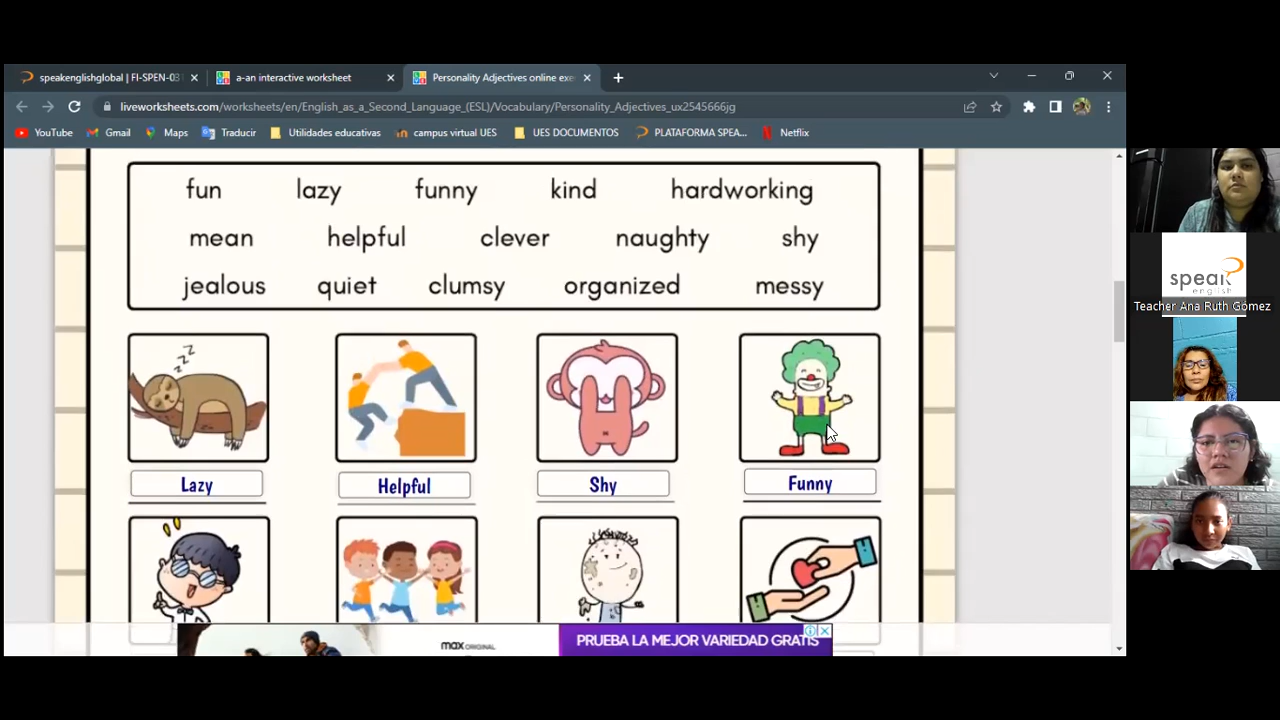 speakenglishglobal | FI-SPEN-03
a-an interactive worksheet
Personality Adjectives online exe
liveworksheets.com/worksheets/en/English_as_a_Second_Language_(ESL)/Vocabulary/Personality_Adjectives_ux2545666jg
YouTube Gmail Maps Traducir Utilidades educativas campus virtual UES UES DOCUMENTOS PLATAFORMA SPEA... Netflix
fun lazy funny kind hardworking
mean helpful clever naughty shy
jealous quiet clumsy organized messy
zzz
Lazy Helpful Shy Funny
max ORIGINAL
PRUEBA LA MEJOR VARIEDAD GRATIS
speak
english
Teacher Ana Ruth Gómez